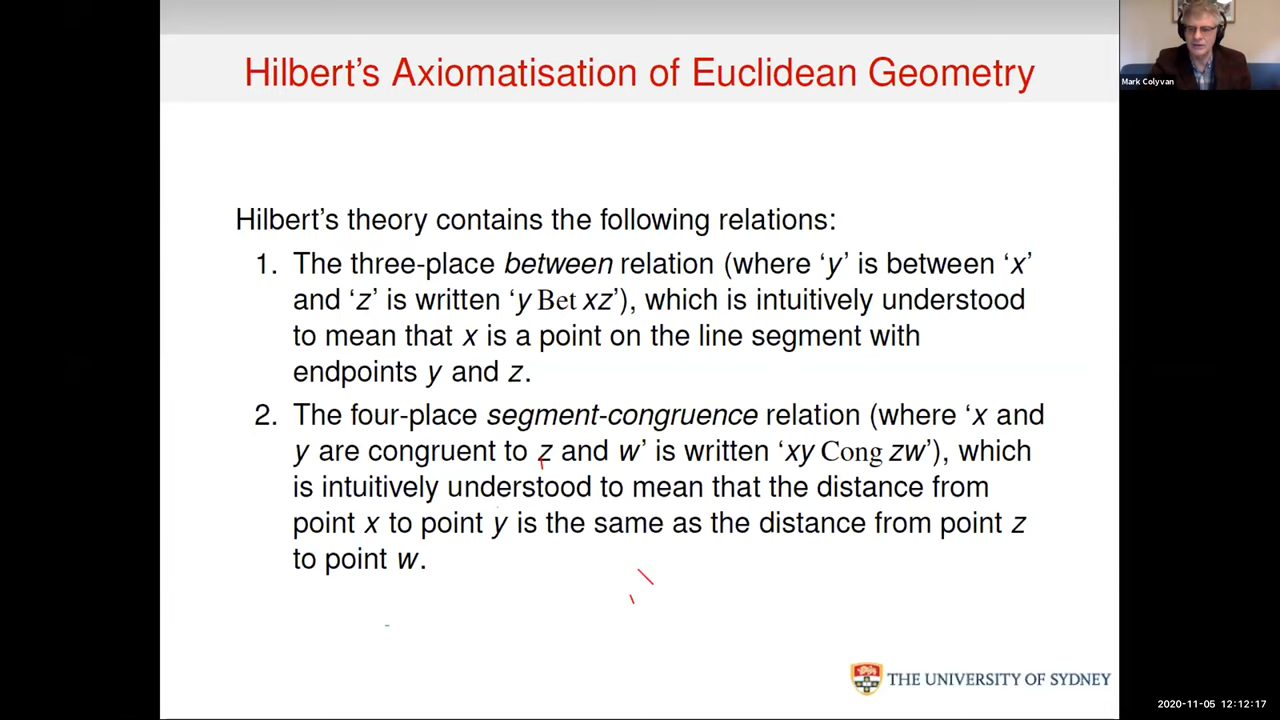 Hilbert's Axiomatisation of Euclidean Geometry
Mark Colyvan
Hilbert's theory contains the following relations:
1. The three-place between relation (where ‘y’ is between ‘x’
and ‘z’ is written ‘y Bet xz’), which is intuitively understood
to mean that x is a point on the line segment with
endpoints y and z.
2. The four-place segment-congruence relation (where ‘x and
y are congruent to z and w’ is written ‘xy Cong zw’), which
is intuitively understood to mean that the distance from
point x to point y is the same as the distance from point z
to point w.
THE UNIVERSITY OF SYDNEY
2020-11-05 12:12:17